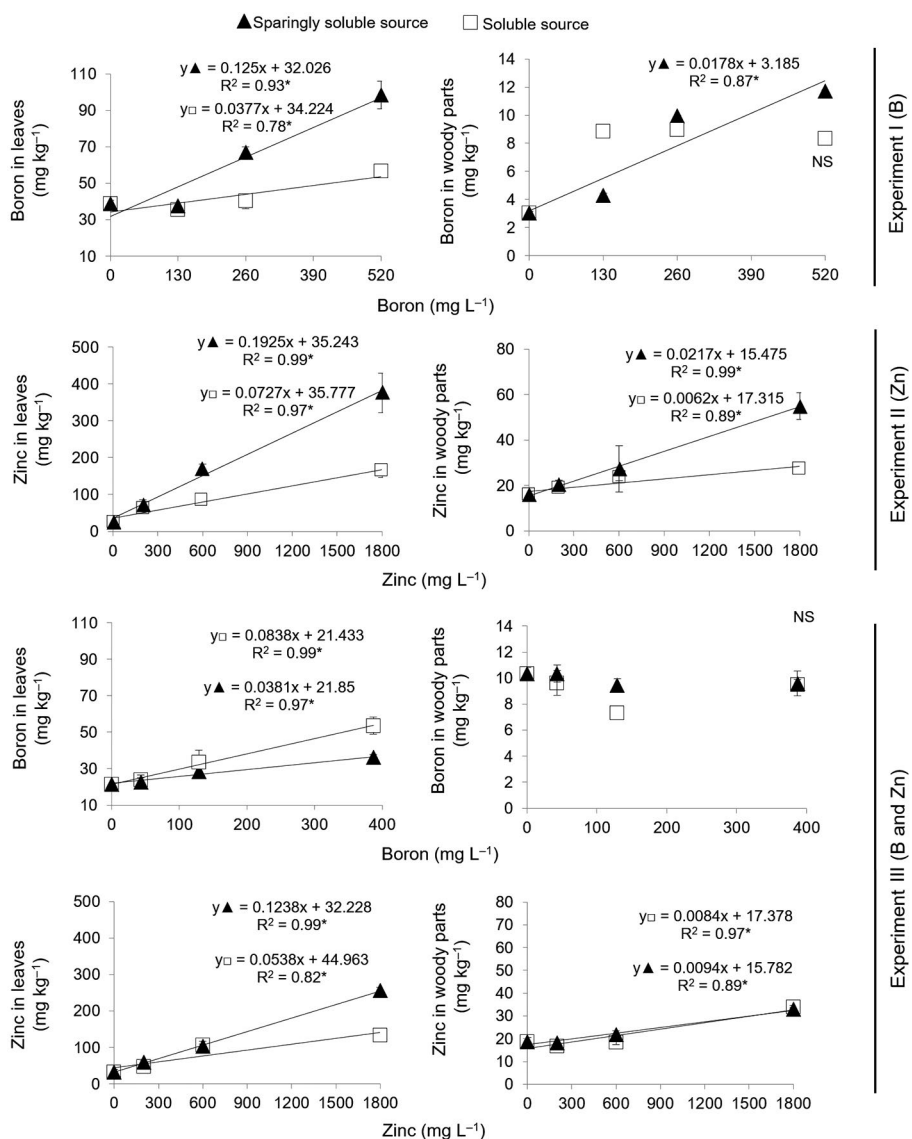 ▲Sparingly soluble source □ Soluble source
Experiment I (B)
Boron in leaves
(mg kg⁻¹)
110
90
70
50
30
10
0 130 260 390 520
y▲ = 0.125x + 32.026
R² = 0.93*
y□ = 0.0377x + 34.224
R² = 0.78*
Boron in woody parts
(mg kg⁻¹)
14
12
10
8
6
4
2
0
0 130 260 390 520
y▲ = 0.0178x + 3.185
R² = 0.87*
NS
Boron (mg L⁻¹)
Experiment II (Zn)
Zinc in leaves
(mg kg⁻¹)
500
400
300
200
100
0
0 300 600 900 1200 1500 1800
y▲ = 0.1925x + 35.243
R² = 0.99*
y□ = 0.0727x + 35.777
R² = 0.97*
Zinc in woody parts
(mg kg⁻¹)
80
60
40
20
0
0 300 600 900 1200 1500 1800
y▲ = 0.0217x + 15.475
R² = 0.99*
y□ = 0.0062x + 17.315
R² = 0.89*
Zinc (mg L⁻¹)
Experiment III (B and Zn)
Boron in leaves
(mg kg⁻¹)
110
90
70
50
30
10
0 100 200 300 400
y□ = 0.0838x + 21.433
R² = 0.99*
y▲ = 0.0381x + 21.85
R² = 0.97*
Boron in woody parts
(mg kg⁻¹)
14
12
10
8
6
4
2
0
0 100 200 300 400
NS
Boron (mg L⁻¹)
Zinc in leaves
(mg kg⁻¹)
500
400
300
200
100
0
0 300 600 900 1200 1500 1800
y▲ = 0.1238x + 32.228
R² = 0.99*
y□ = 0.0538x + 44.963
R² = 0.82*
Zinc in woody parts
(mg kg⁻¹)
80
70
60
50
40
30
20
10
0
0 300 600 900 1200 1500 1800
y□ = 0.0084x + 17.378
R² = 0.97*
y▲ = 0.0094x + 15.782
R² = 0.89*
Zinc (mg L⁻¹)